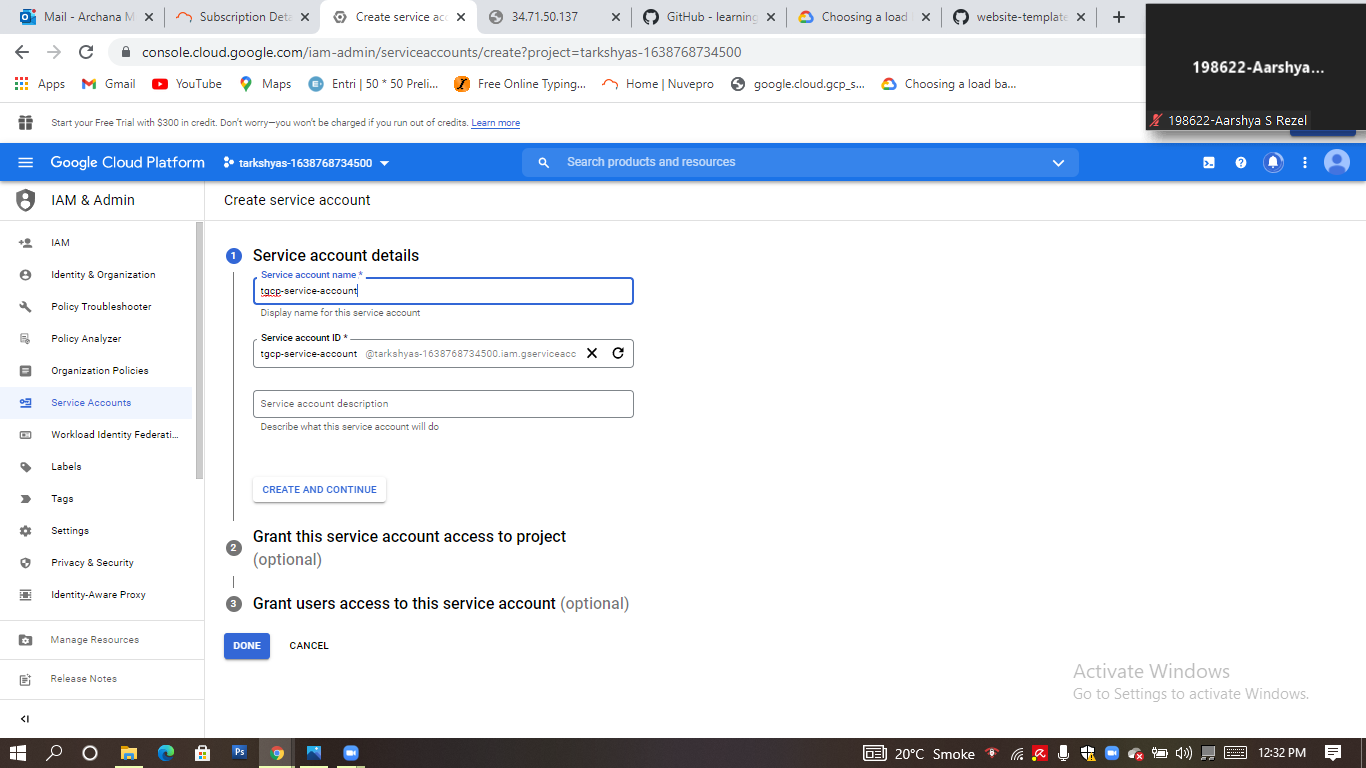 Mail - Archana M
Subscription Deta
Create service acc
34.71.50.137
GitHub - learning
Choosing a load
website-template
console.cloud.google.com/iam-admin/serviceaccounts/create?project=tarkshyas-1638768734500
Apps
Gmail
YouTube
Maps
Entri | 50 * 50 Preli...
Free Online Typing...
Home | Nuvepro
google.cloud.gcp_s...
Choosing a load ba...
198622-Aarshya...
198622-Aarshya S Rezel
Start your Free Trial with $300 in credit. Don't worry—you won't be charged if you run out of credits. Learn more
Google Cloud Platform
tarkshyas-1638768734500
Search products and resources
IAM & Admin
IAM
Identity & Organization
Policy Troubleshooter
Policy Analyzer
Organization Policies
Service Accounts
Workload Identity Federati...
Labels
Tags
Settings
Privacy & Security
Identity-Aware Proxy
Manage Resources
Release Notes
Create service account
1
Service account details
Service account name *
tgcp-service-account
Display name for this service account
Service account ID *
tgcp-service-account @tarkshyas-1638768734500.iam.gserviceacc
Service account description
Describe what this service account will do
CREATE AND CONTINUE
2
Grant this service account access to project
(optional)
3
Grant users access to this service account (optional)
DONE
CANCEL
Activate Windows
Go to Settings to activate Windows.
Ps
20°C Smoke
12:32 PM